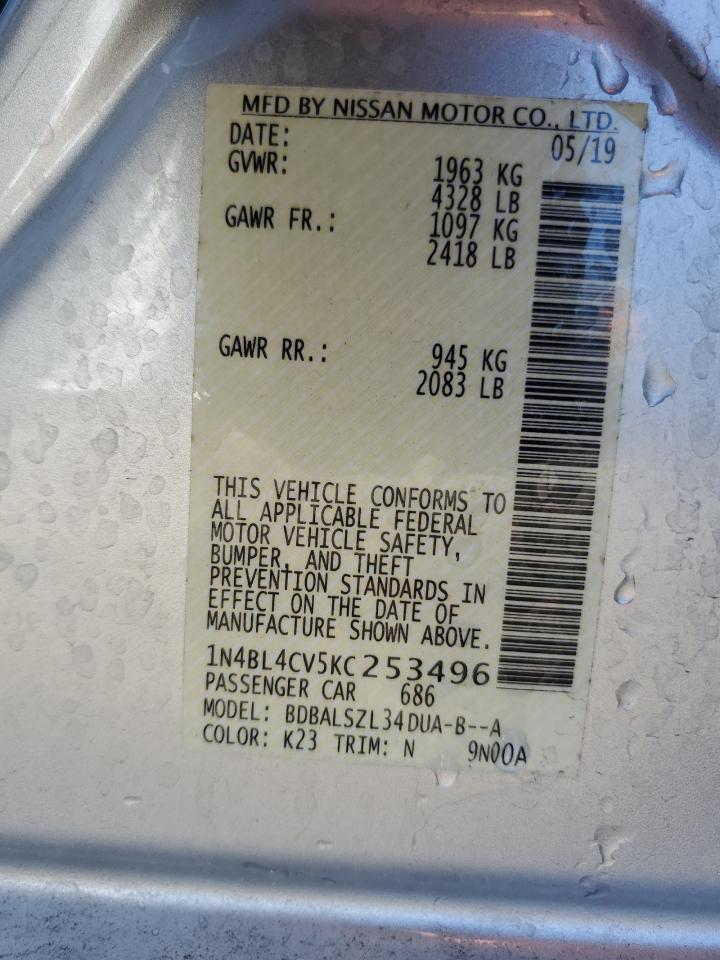 MFD BY NISSAN MOTOR CO., LTD.
DATE: 05/19
GVWR: 1963 KG
4328 LB
GAWR FR.: 1097 KG
2418 LB
GAWR RR.: 945 KG
2083 LB
THIS VEHICLE CONFORMS TO
ALL APPLICABLE FEDERAL
MOTOR VEHICLE SAFETY,
BUMPER, AND THEFT
PREVENTION STANDARDS IN
EFFECT ON THE DATE OF
MANUFACTURE SHOWN ABOVE.
1N4BL4CV5KC253496
PASSENGER CAR 686
MODEL: BDBALSZL34DUA-B--A
COLOR: K23 TRIM: N 9N00A